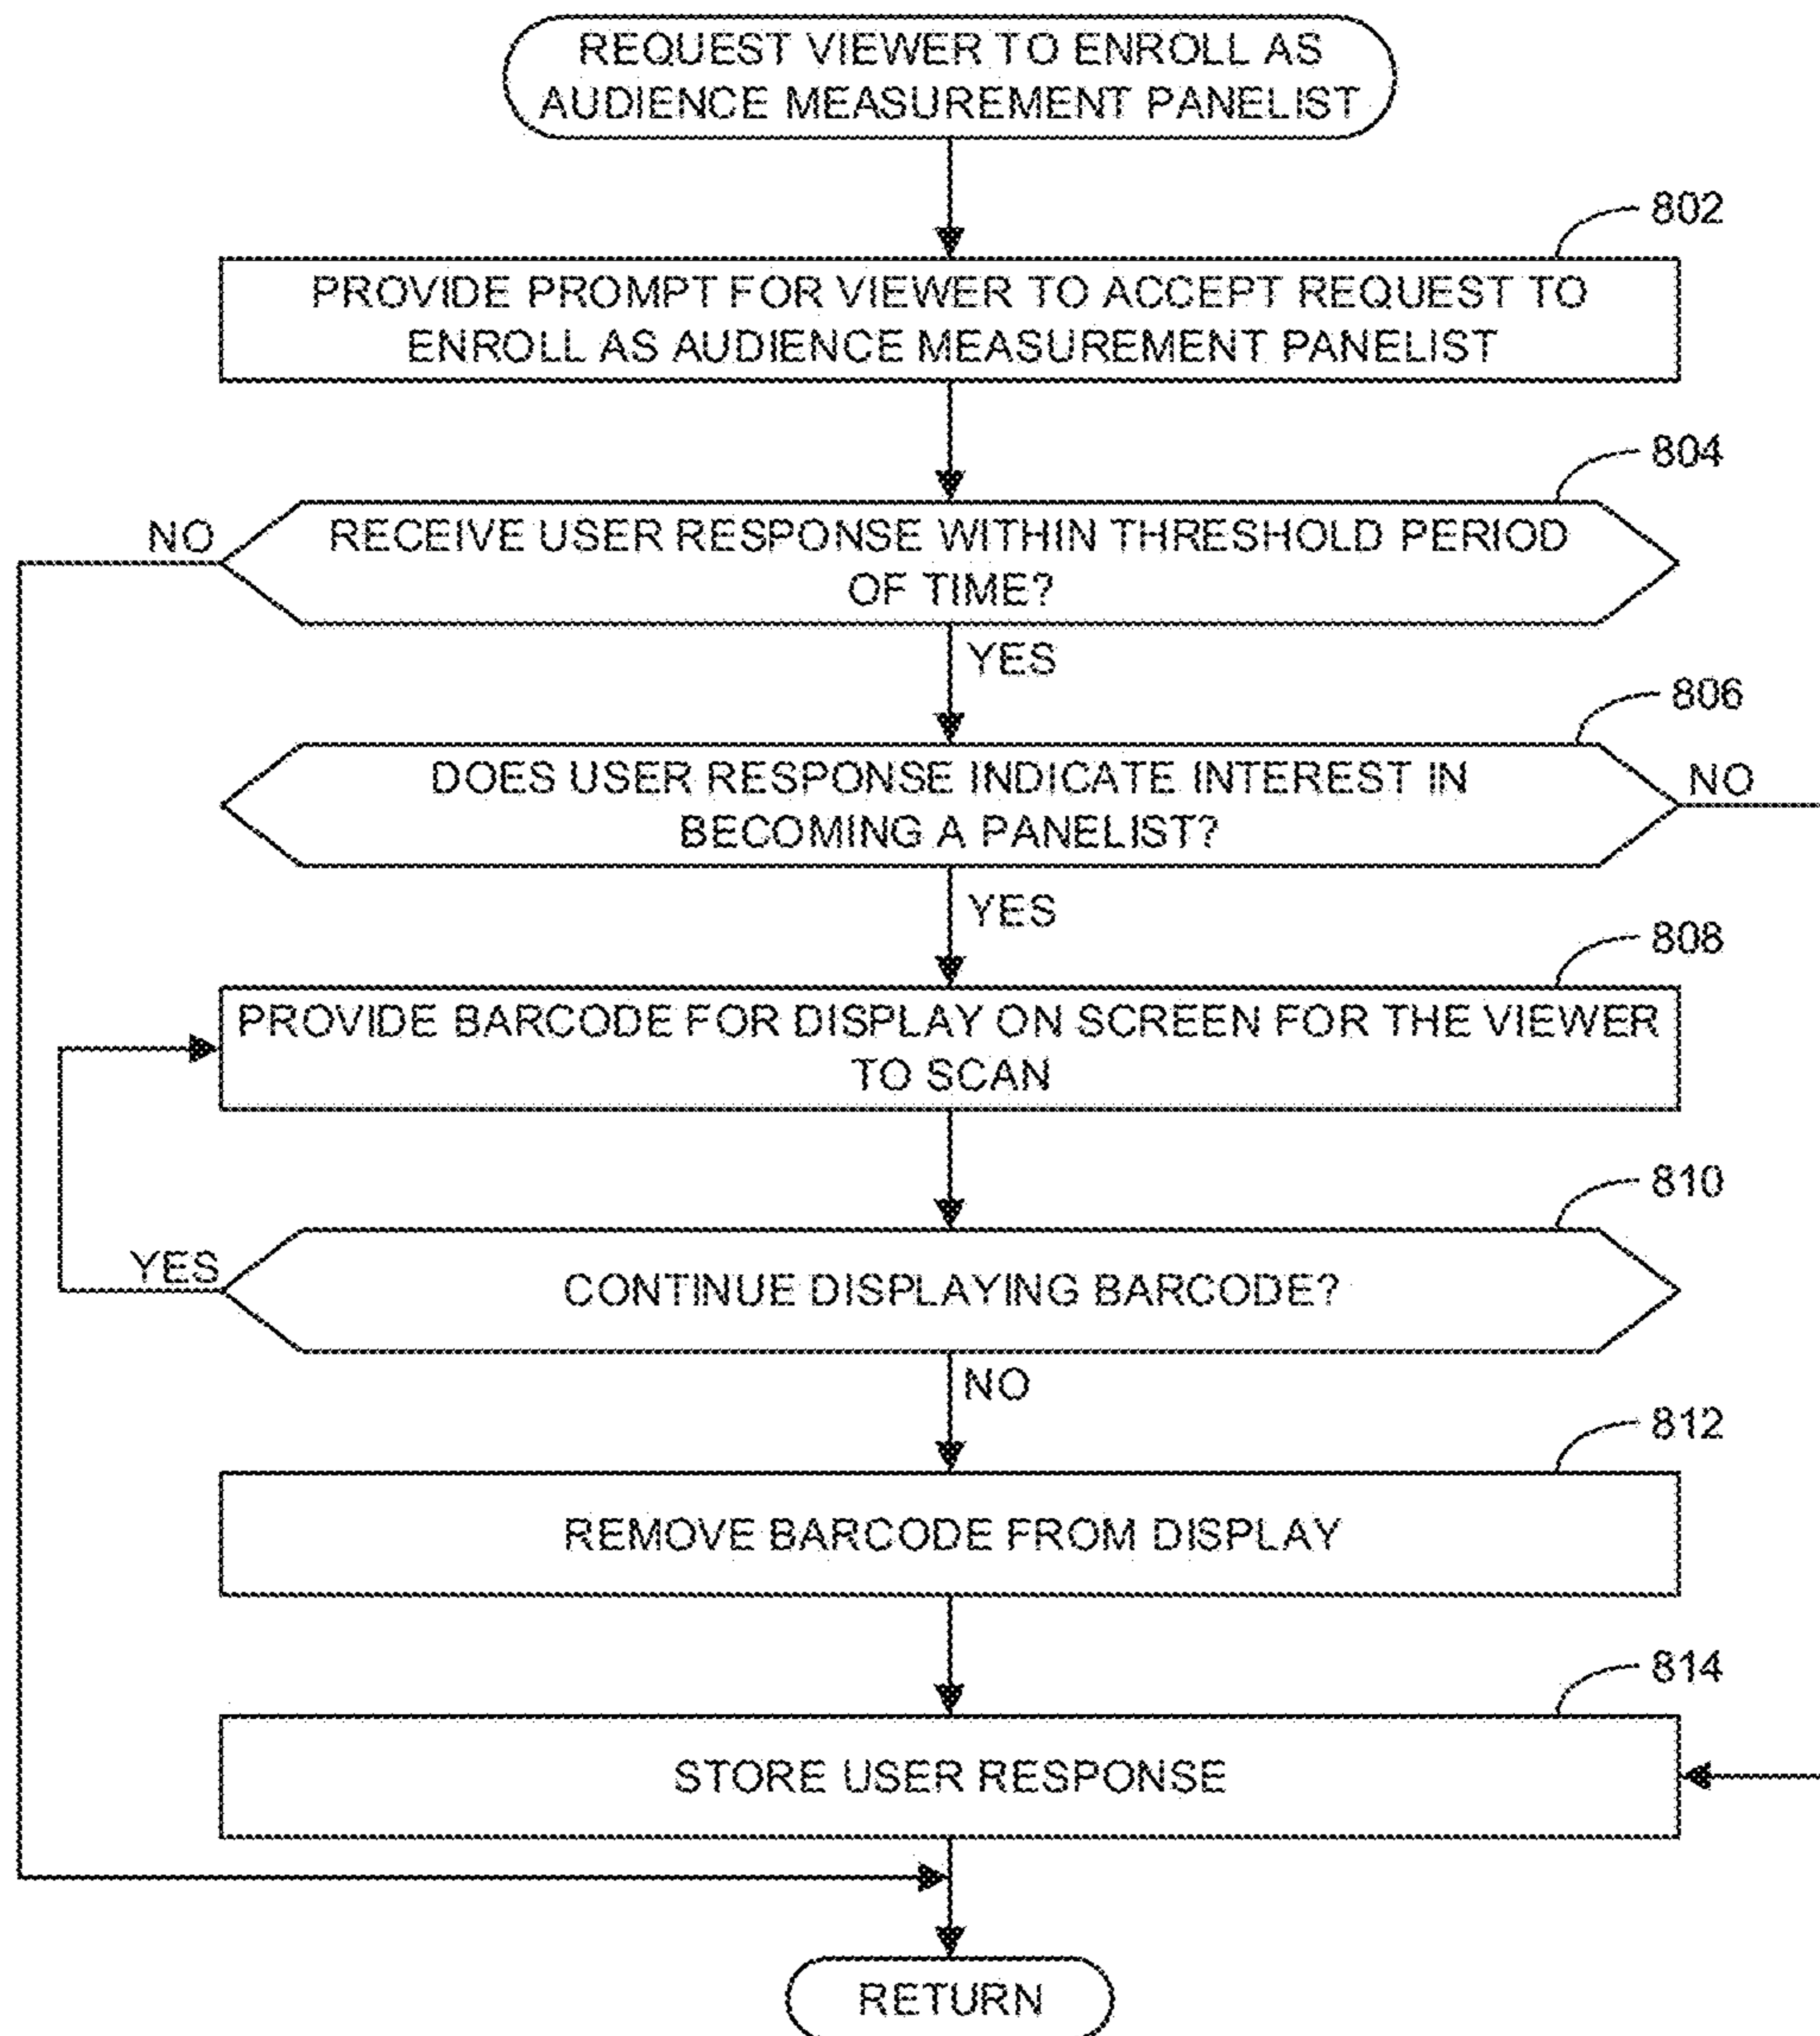 REQUEST VIEWER TO ENROLL AS
AUDIENCE MEASUREMENT PANELIST
802
PROVIDE PROMPT FOR VIEWER TO ACCEPT REQUEST TO
ENROLL AS AUDIENCE MEASUREMENT PANELIST
804
NO
RECEIVE USER RESPONSE WITHIN THRESHOLD PERIOD
OF TIME?
YES
806
DOES USER RESPONSE INDICATE INTEREST IN
BECOMING A PANELIST?
NO
YES
808
PROVIDE BARCODE FOR DISPLAY ON SCREEN FOR THE VIEWER
TO SCAN
810
YES
CONTINUE DISPLAYING BARCODE?
NO
812
REMOVE BARCODE FROM DISPLAY
814
STORE USER RESPONSE
RETURN